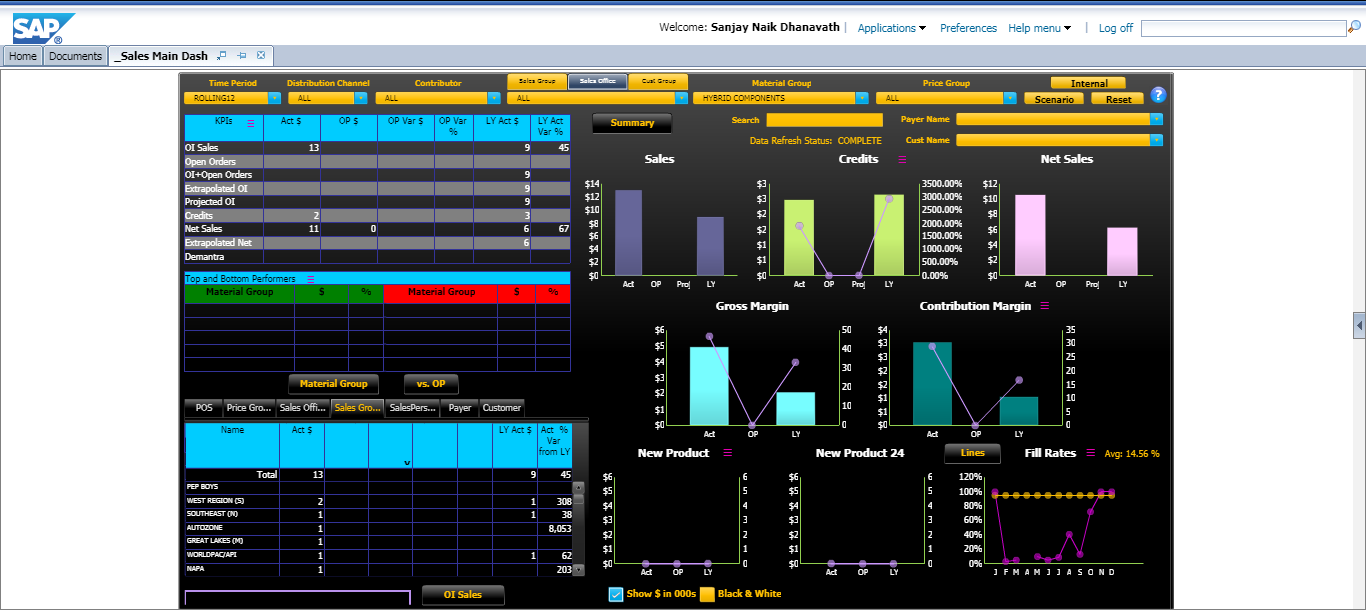 SAP ®
Welcome: Sanjay Naik Dhanavath | Applications Preferences Help menu | Log off
Home Documents _Sales Main Dash
Time Period Distribution Channel Contributor Sales Group Sales Office Cust Group Material Group Price Group Internal
ROLLING12 ALL ALL ALL HYBRID COMPONENTS ALL Scenario Reset ?
KPIs Act $ OP $ OP Var $ OP Var % LY Act $ LY Act Var %
OI Sales 13 9 45
Open Orders
OI+Open Orders 9
Extrapolated OI 9
Projected OI 9
Credits 2 3
Net Sales 11 0 6 67
Extrapolated Net 6
Demantra
Summary Search Payer Name
Data Refresh Status: COMPLETE Cust Name
Sales
$14
$12
$10
$8
$6
$4
$2
$0
Act OP Proj LY
Credits
$3
$3
$2
$2
$1
$1
$0
3500.00%
3000.00%
2500.00%
2000.00%
1500.00%
1000.00%
500.00%
0.00%
Act OP Proj LY
Net Sales
$12
$10
$8
$6
$4
$2
$0
Act OP Proj LY
Top and Bottom Performers
Material Group $ % Material Group $ %
Material Group vs. OP
Gross Margin
$6
$5
$4
$3
$2
$1
$0
50
40
30
20
10
0
Act OP LY
Contribution Margin
$4
$3
$3
$2
$2
$1
$1
$0
35
30
25
20
15
10
5
0
Act OP LY
POS Price Gro... Sales Offi... Sales Gro... SalesPers... Payer Customer
Name Act $ v LY Act $ Act % Var from LY
Total 13 9 45
PEP BOYS
WEST REGION (S) 2 1 308
SOUTHEAST (N) 1 1 38
AUTOZONE 1 8,053
GREAT LAKES (M) 1
WORLDPAC/API 1 1 62
NAPA 1 203
OI Sales
New Product
$6
$5
$4
$3
$2
$1
$0
6
5
4
3
2
1
0
Act OP LY
New Product 24
$6
$5
$4
$3
$2
$1
$0
6
5
4
3
2
1
0
Act OP LY
Lines Fill Rates Avg: 14.56 %
120%
100%
80%
60%
40%
20%
0%
J F M A M J J A S O N D
Show $ in 000s Black & White